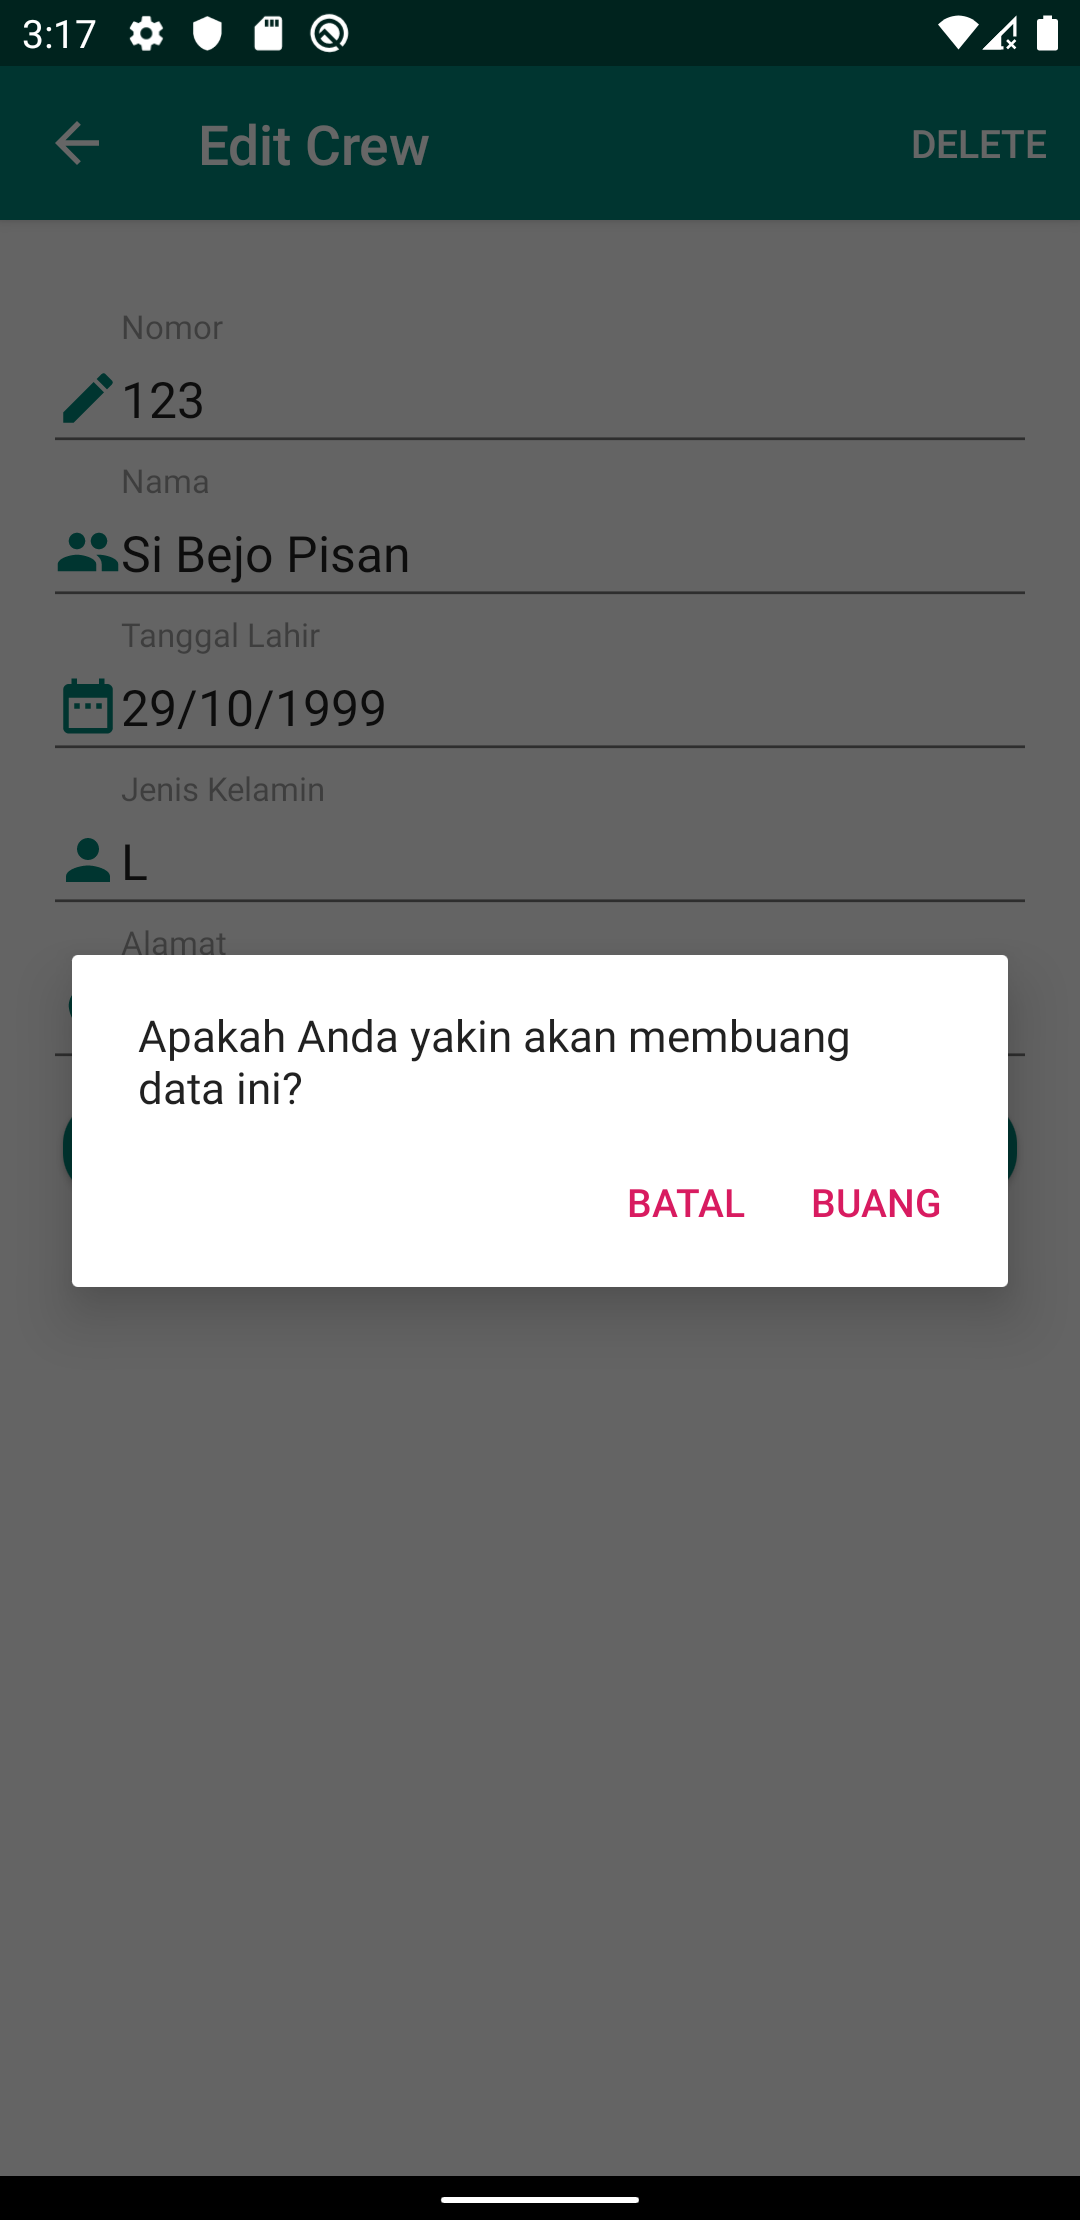 3:17
Edit Crew
DELETE
Nomor
123
Nama
Si Bejo Pisan
Tanggal Lahir
29/10/1999
Jenis Kelamin
L
Alamat
Apakah Anda yakin akan membuang
data ini?
BATAL
BUANG